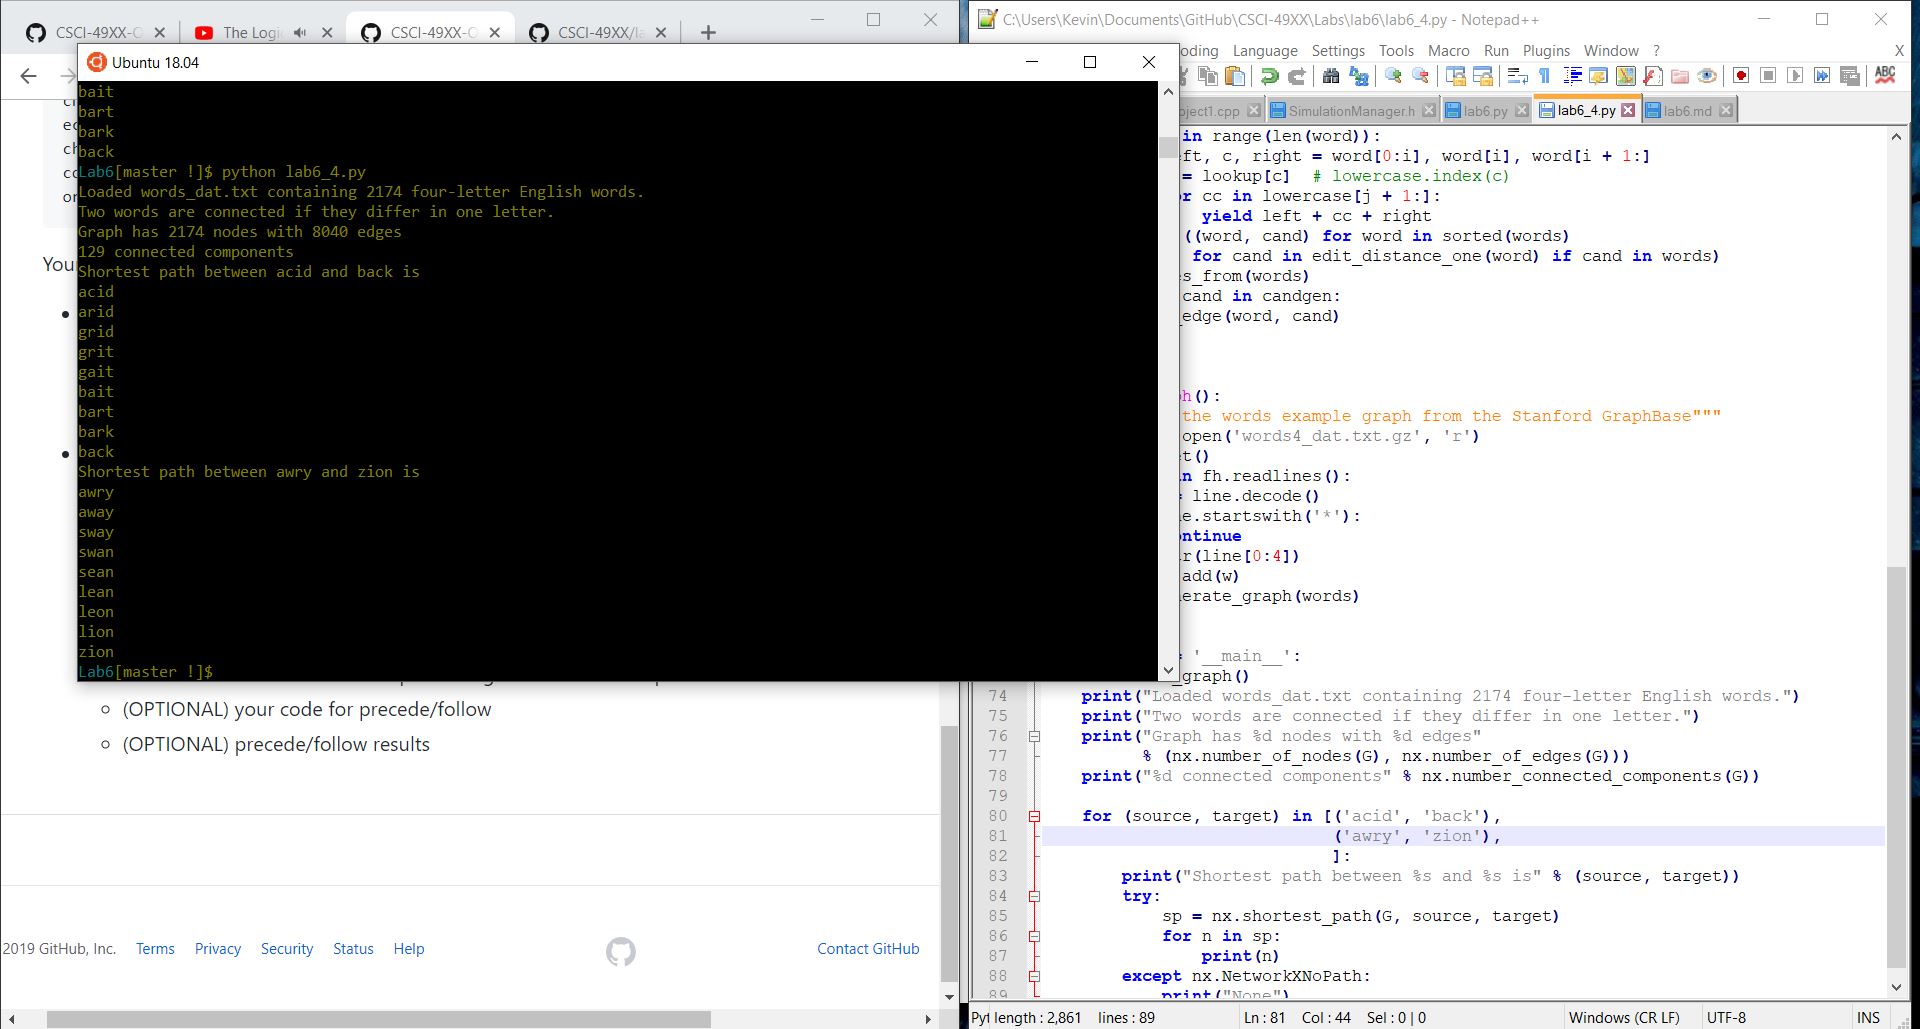 CSCI-49XX-O
The Logi
CSCI-49XX-O
CSCI-49XX/la
Ubuntu 18.04
bait
bart
bark
back
Lab6[master !]$ python lab6_4.py
Loaded words_dat.txt containing 2174 four-letter English words.
Two words are connected if they differ in one letter.
Graph has 2174 nodes with 8040 edges
129 connected components
Shortest path between acid and back is
acid
arid
grid
grit
gait
bait
bart
bark
back
Shortest path between awry and zion is
awry
away
sway
swan
sean
lean
leon
lion
zion
Lab6[master !]$
You
(OPTIONAL) your code for precede/follow
(OPTIONAL) precede/follow results
2019 GitHub, Inc. Terms Privacy Security Status Help Contact GitHub
C:\Users\Kevin\Documents\GitHub\CSCI-49XX\Labs\lab6\lab6_4.py - Notepad++
oding Language Settings Tools Macro Run Plugins Window ? X
ABC
oject1.cpp SimulationManager.h lab6.py lab6_4.py lab6.md
in range(len(word)):
ft, c, right = word[0:i], word[i], word[i + 1:]
= lookup[c] # lowercase.index(c)
r cc in lowercase[j + 1:]:
yield left + cc + right
((word, cand) for word in sorted(words)
for cand in edit_distance_one(word) if cand in words)
s_from(words)
cand in candgen:
_edge(word, cand)
h():
the words example graph from the Stanford GraphBase"""
open('words4_dat.txt.gz', 'r')
t()
n fh.readlines():
= line.decode()
e.startswith('*'):
ntinue
r(line[0:4])
add(w)
erate_graph(words)
= '__main__':
_graph()
74 print("Loaded words_dat.txt containing 2174 four-letter English words.")
75 print("Two words are connected if they differ in one letter.")
76 print("Graph has %d nodes with %d edges"
77 % (nx.number_of_nodes(G), nx.number_of_edges(G)))
78 print("%d connected components" % nx.number_connected_components(G))
79
80 for (source, target) in [('acid', 'back'),
81 ('awry', 'zion'),
82 ]:
83 print("Shortest path between %s and %s is" % (source, target))
84 try:
85 sp = nx.shortest_path(G, source, target)
86 for n in sp:
87 print(n)
88 except nx.NetworkXNoPath:
89 print("None")
Pyt length : 2,861 lines : 89 Ln : 81 Col : 44 Sel : 0 | 0 Windows (CR LF) UTF-8 INS